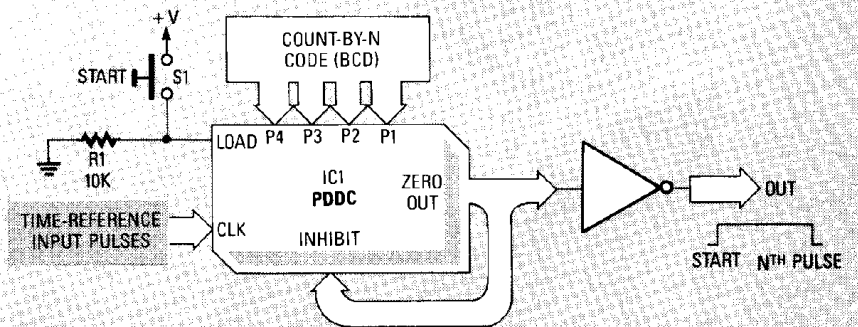 +V
START
S1
R1
10K
COUNT-BY-N
CODE (BCD)
LOAD P4 P3 P2 P1
IC1
PDDC
ZERO
OUT
TIME-REFERENCE
INPUT PULSES
CLK
INHIBIT
OUT
START NTH PULSE